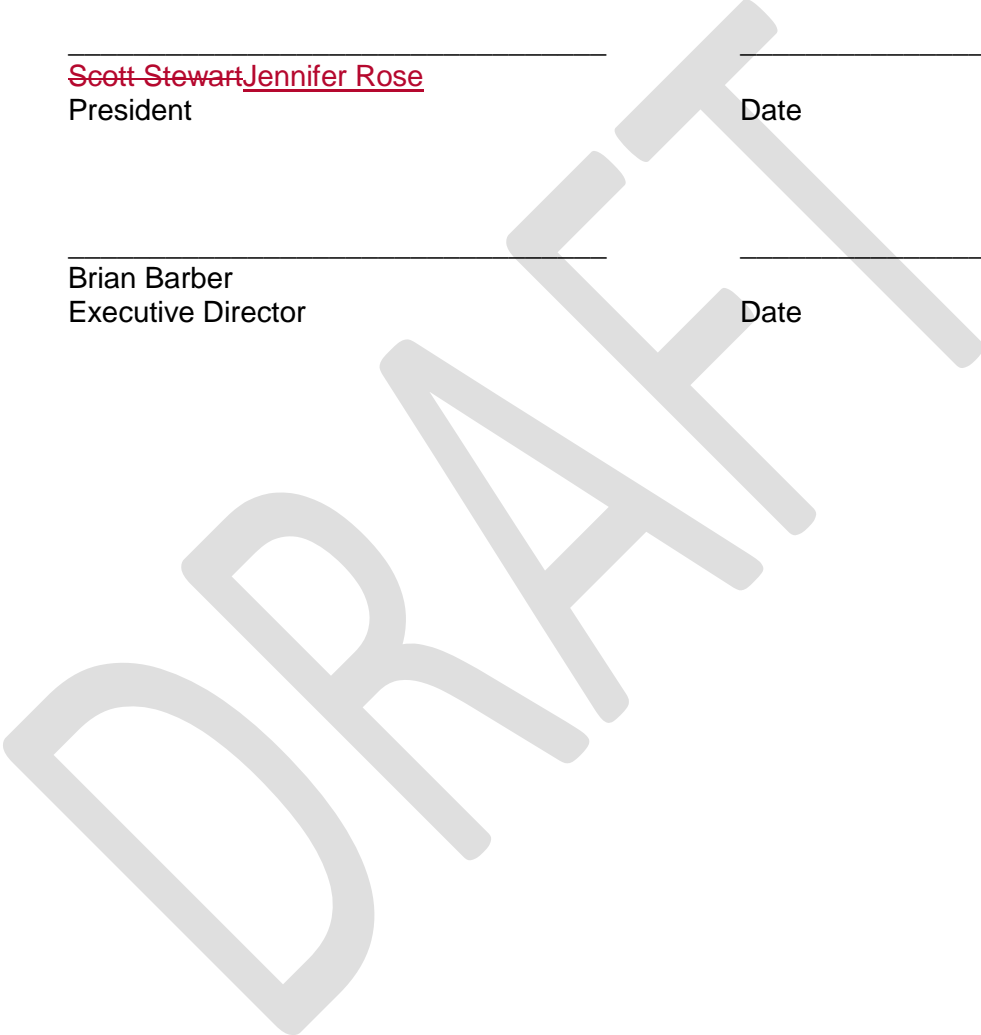 Scott StewartJennifer Rose
President Date
Brian Barber
Executive Director Date
DRAFT